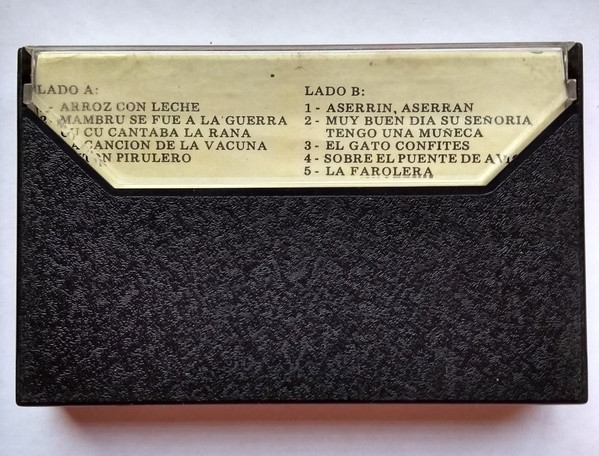 LADO A:
- ARROZ CON LECHE
MAMBRU SE FUE A LA GUERRA
CU CANTABA LA RANA
CANCION DE LA VACUNA
PIRULERO
LADO B:
1 - ASERRIN, ASERRAN
2 - MUY BUEN DIA SU SEÑORIA
TENGO UNA MUÑECA
3 - EL GATO CONFITES
4 - SOBRE EL PUENTE DE
5 - LA FAROLERA